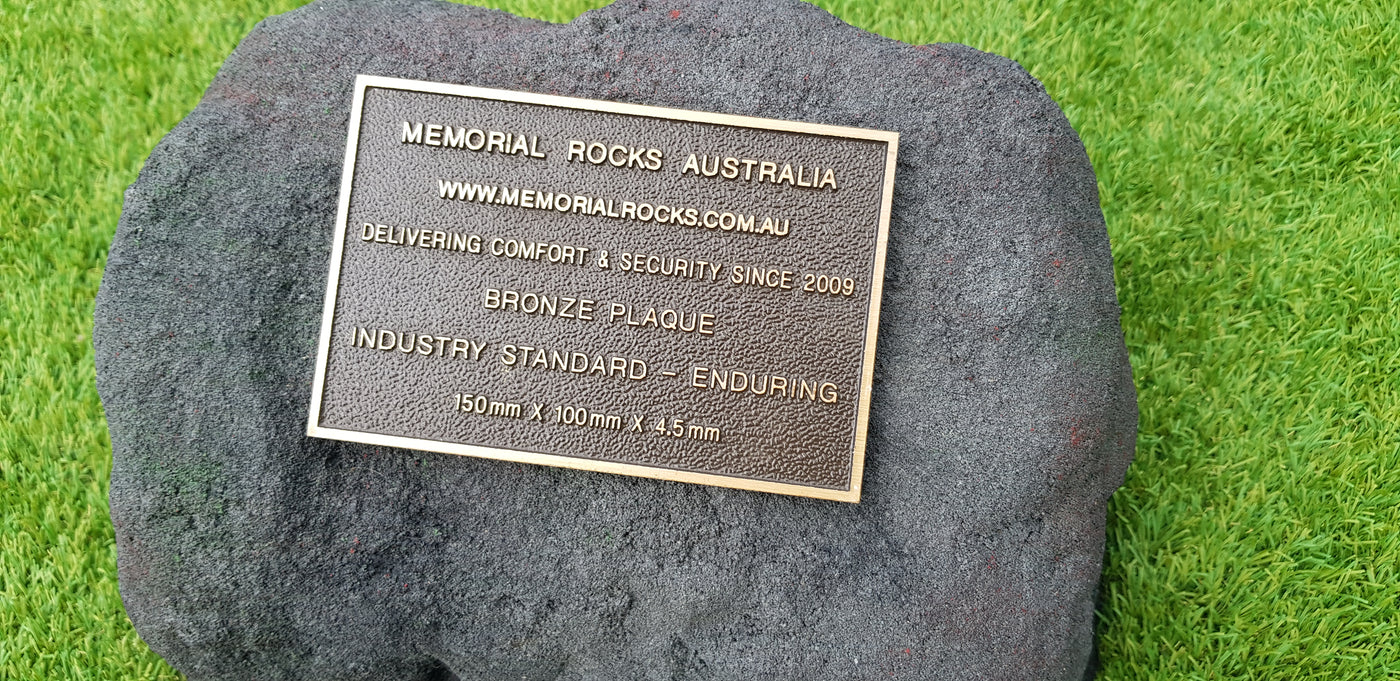 MEMORIAL ROCKS AUSTRALIA
WWW.MEMORIALROCKS.COM.AU
DELIVERING COMFORT & SECURITY SINCE 2009
BRONZE PLAQUE
INDUSTRY STANDARD – ENDURING
150mm X 100mm X 4.5mm